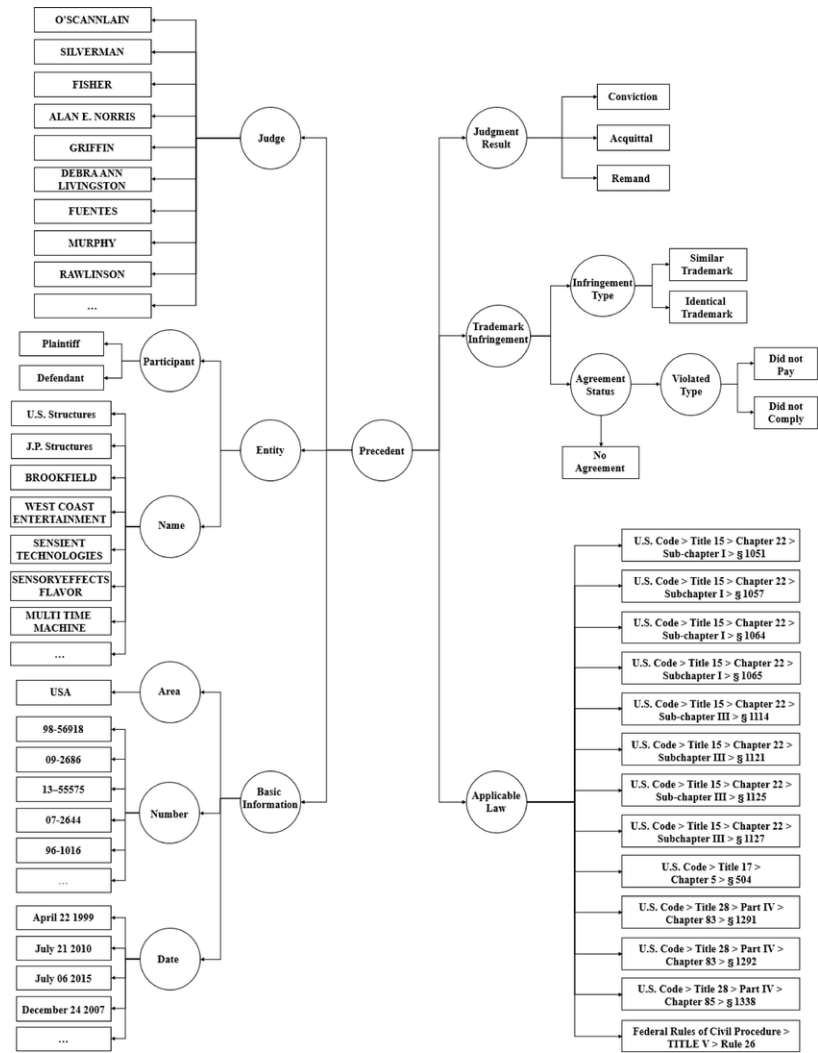 O'SCANNLAIN
SILVERMAN
FISHER
ALAN E. NORRIS
GRIFFIN
DEBRA ANN
LIVINGSTON
FUENTES
MURPHY
RAWLINSON
...
Judge
Plaintiff
Defendant
Participant
U.S. Structures
J.P. Structures
BROOKFIELD
WEST COAST
ENTERTAINMENT
SENSIENT
TECHNOLOGIES
SENSORYEFFECTS
FLAVOR
MULTI TIME
MACHINE
...
Name
Entity
USA
Area
98-56918
09-2686
13–55575
07-2644
96-1016
...
Number
Basic
Information
April 22 1999
July 21 2010
July 06 2015
December 24 2007
...
Date
Precedent
Judgment
Result
Conviction
Acquittal
Remand
Trademark
Infringement
Infringement
Type
Similar
Trademark
Identical
Trademark
Agreement
Status
Violated
Type
Did not
Pay
Did not
Comply
No
Agreement
Applicable
Law
U.S. Code > Title 15 > Chapter 22 >
Sub-chapter I > § 1051
U.S. Code > Title 15 > Chapter 22 >
Subchapter I > § 1057
U.S. Code > Title 15 > Chapter 22 >
Sub-chapter I > § 1064
U.S. Code > Title 15 > Chapter 22 >
Subchapter I > § 1065
U.S. Code > Title 15 > Chapter 22 >
Sub-chapter III > § 1114
U.S. Code > Title 15 > Chapter 22 >
Subchapter III > § 1121
U.S. Code > Title 15 > Chapter 22 >
Sub-chapter III > § 1125
U.S. Code > Title 15 > Chapter 22 >
Subchapter III > § 1127
U.S. Code > Title 17 >
Chapter 5 > § 504
U.S. Code > Title 28 > Part IV >
Chapter 83 > § 1291
U.S. Code > Title 28 > Part IV >
Chapter 83 > § 1292
U.S. Code > Title 28 > Part IV >
Chapter 85 > § 1338
Federal Rules of Civil Procedure >
TITLE V > Rule 26